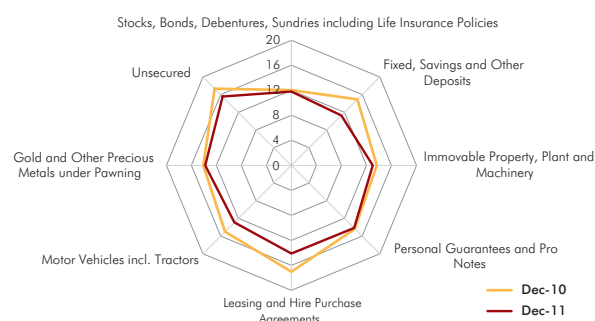 Stocks, Bonds, Debentures, Sundries including Life Insurance Policies
20
16
12
8
4
0
Fixed, Savings and Other
Deposits
Immovable Property, Plant and
Machinery
Personal Guarantees and Pro
Notes
Leasing and Hire Purchase
Agreements
Motor Vehicles incl. Tractors
Gold and Other Precious
Metals under Pawning
Unsecured
Dec-10
Dec-11